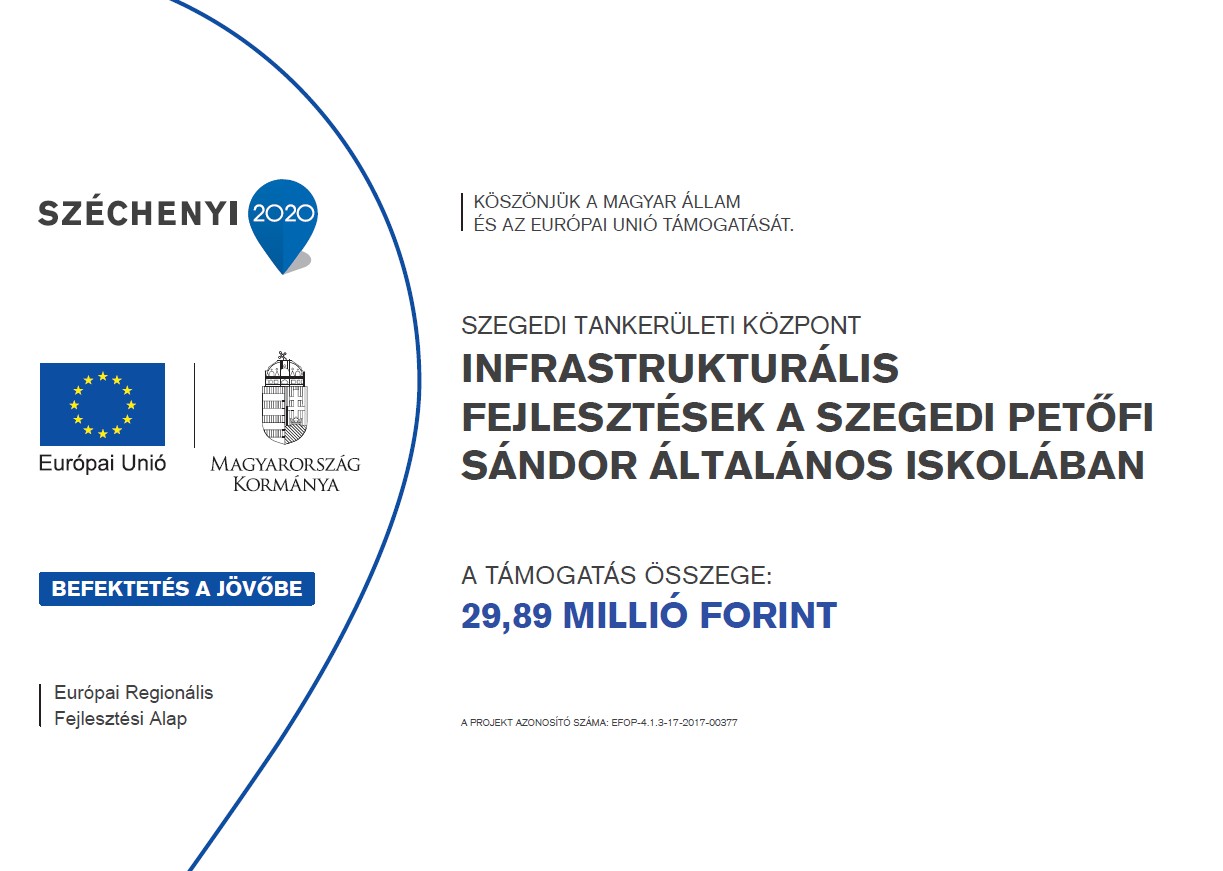 SZÉCHENYI 2020
Európai Unió
MAGYARORSZÁG
KORMÁNYA
BEFEKTETÉS A JÖVŐBE
Európai Regionális
Fejlesztési Alap
KÖSZÖNJÜK A MAGYAR ÁLLAM
ÉS AZ EURÓPAI UNIÓ TÁMOGATÁSÁT.
SZEGEDI TANKERÜLETI KÖZPONT
INFRASTRUKTURÁLIS
FEJLESZTÉSEK A SZEGEDI PETŐFI
SÁNDOR ÁLTALÁNOS ISKOLÁBAN
A TÁMOGATÁS ÖSSZEGE:
29,89 MILLIÓ FORINT
A PROJEKT AZONOSÍTÓ SZÁMA: EFOP-4.1.3-17-2017-00377